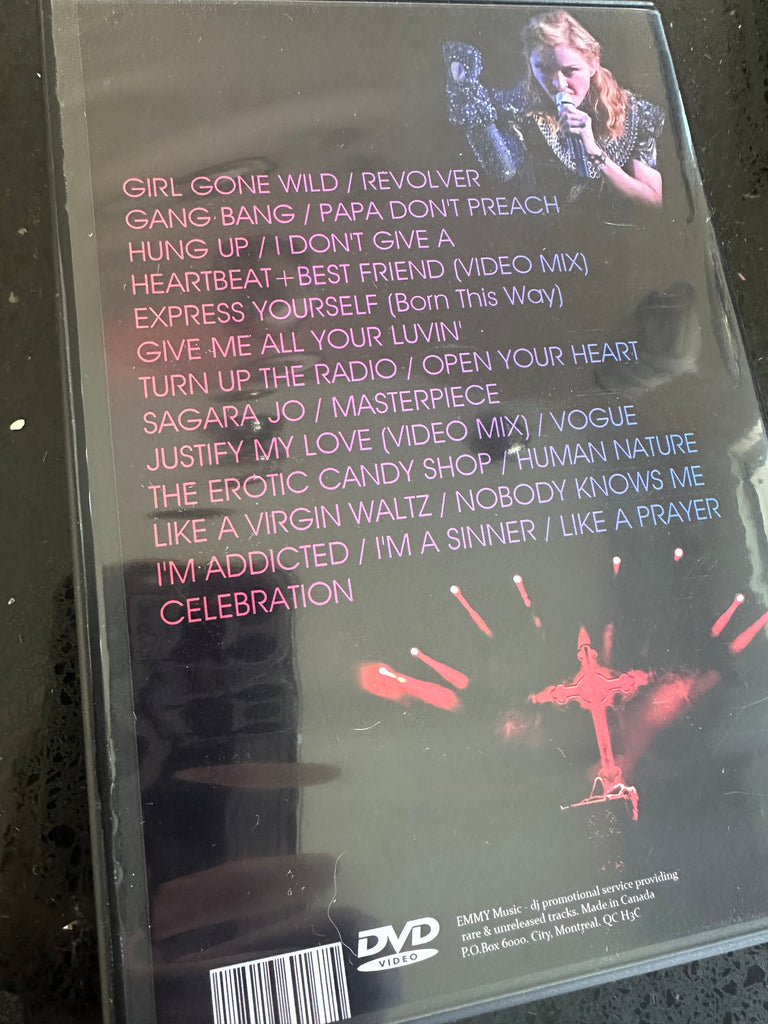 GIRL GONE WILD / REVOLVER
GANG BANG / PAPA DON'T PREACH
HUNG UP / I DON'T GIVE A
HEARTBEAT+BEST FRIEND (VIDEO MIX)
EXPRESS YOURSELF (Born This Way)
GIVE ME ALL YOUR LUVIN'
TURN UP THE RADIO / OPEN YOUR HEART
SAGARA JO / MASTERPIECE
JUSTIFY MY LOVE (VIDEO MIX) / VOGUE
THE EROTIC CANDY SHOP / HUMAN NATURE
LIKE A VIRGIN WALTZ / NOBODY KNOWS ME
I'M ADDICTED / I'M A SINNER / LIKE A PRAYER
CELEBRATION
DVD
VIDEO
EMMY Music - dj promotional service providing
rare & unreleased tracks. Made in Canada
P.O.Box 6000. City, Montreal. QC H3C